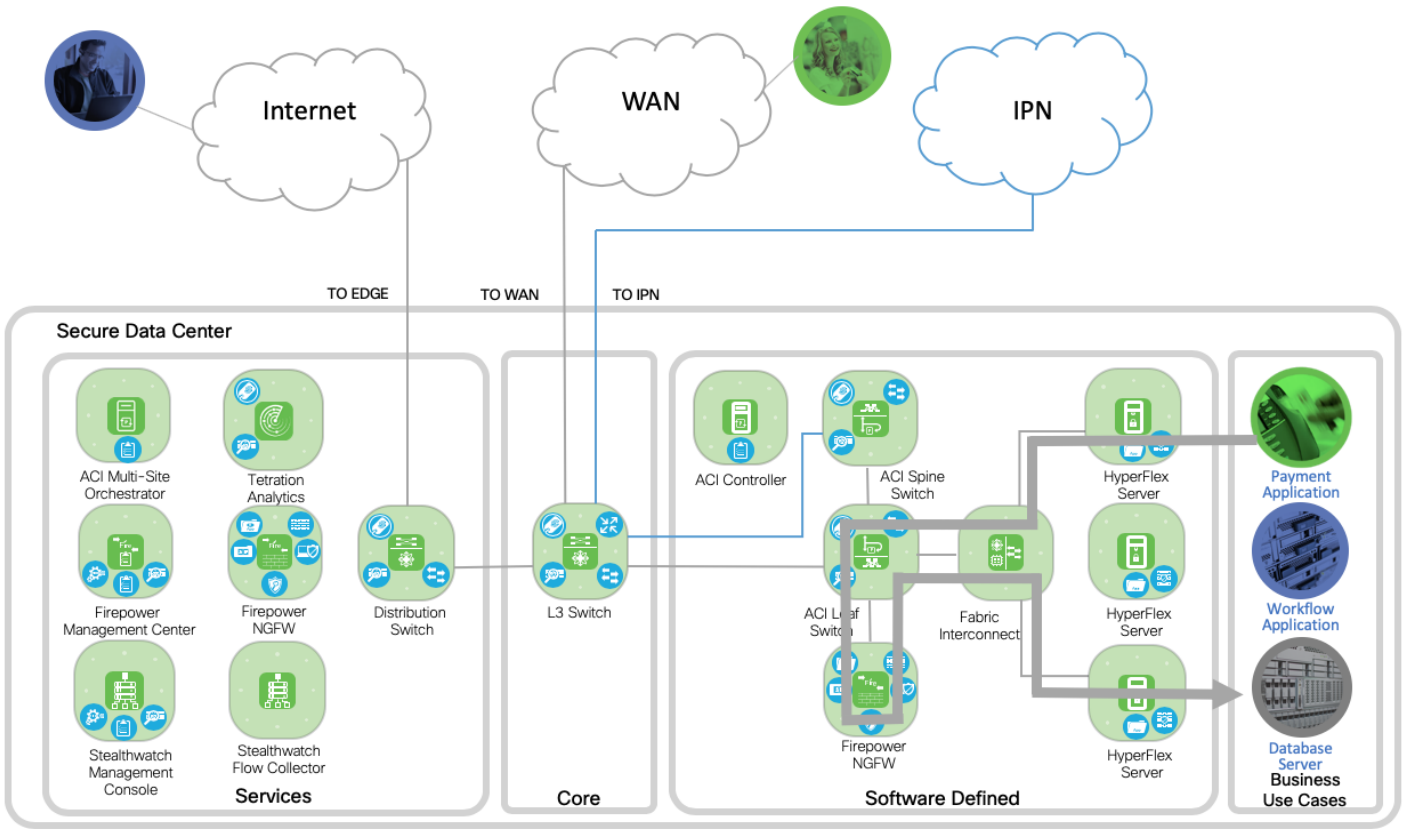 Internet
WAN
IPN
TO EDGE
TO WAN
TO IPN
Secure Data Center
ACI Multi-Site
Orchestrator
Tetration
Analytics
Firepower
Management Center
Firepower
NGFW
Distribution
Switch
Stealthwatch
Management
Console
Stealthwatch
Flow Collector
Services
L3 Switch
Core
ACI Controller
ACI Spine
Switch
ACI Leaf
Switch
Fabric
Interconnect
Firepower
NGFW
HyperFlex
Server
HyperFlex
Server
HyperFlex
Server
Software Defined
Payment
Application
Workflow
Application
Database
Server
Business
Use Cases